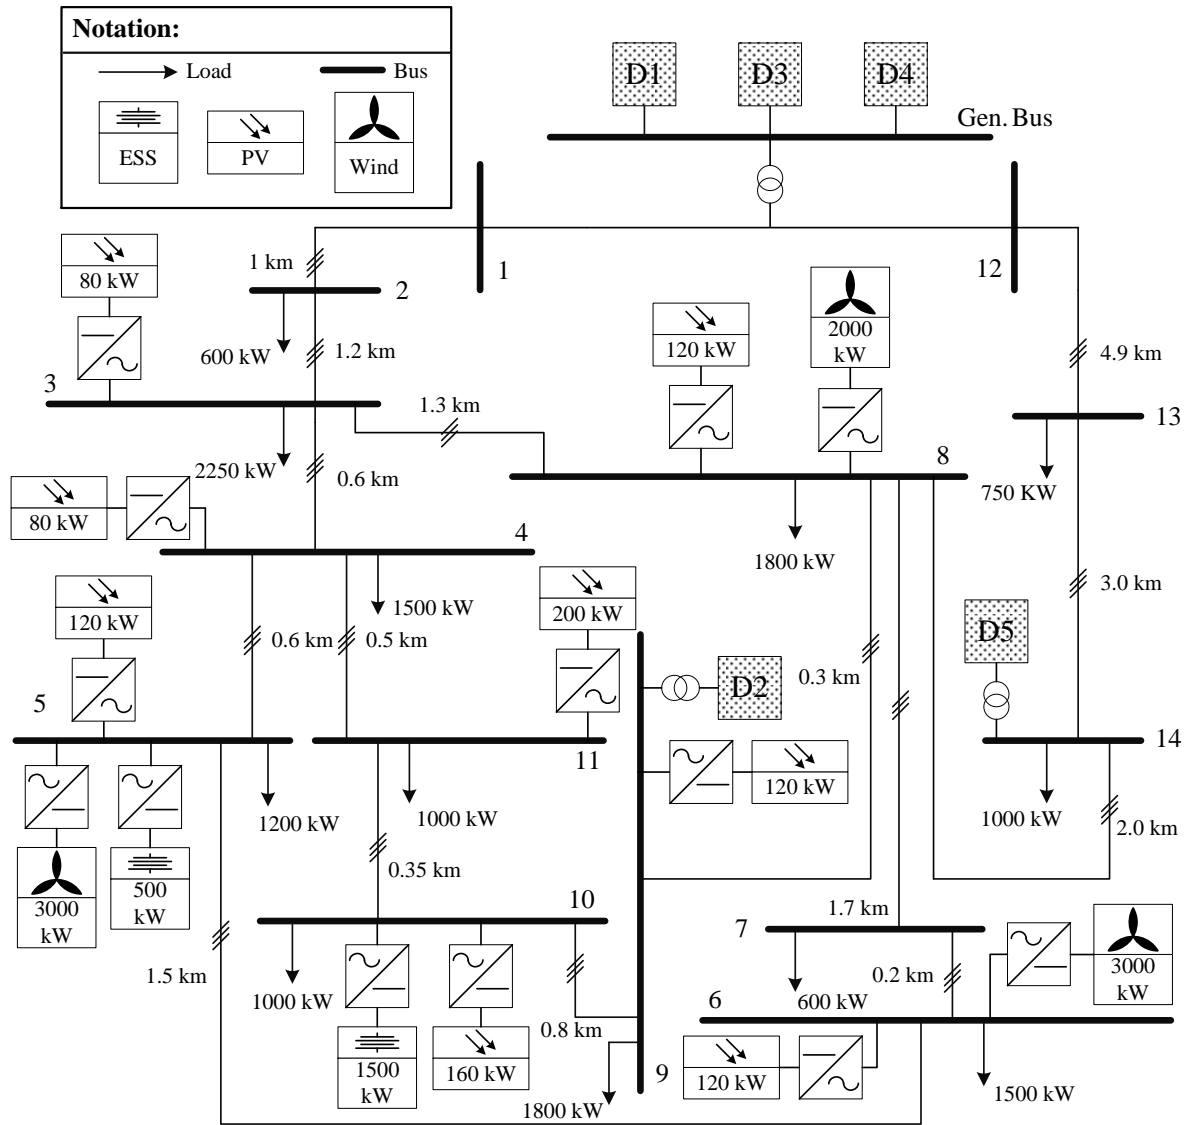 Notation:
Load
Bus
ESS
PV
Wind
D1
D3
D4
Gen. Bus
1
12
1 km
2
80 kW
600 kW
1.2 km
3
2250 kW
0.6 km
1.3 km
120 kW
2000
kW
8
4.9 km
13
750 KW
80 kW
4
1800 kW
3.0 km
120 kW
1500 kW
0.6 km
0.5 km
200 kW
D2
0.3 km
D5
5
11
120 kW
14
1200 kW
1000 kW
1000 kW
2.0 km
3000
kW
500
kW
0.35 km
10
1.7 km
7
1.5 km
1000 kW
0.8 km
0.2 km
600 kW
3000
kW
6
1500
kW
160 kW
9
120 kW
1800 kW
1500 kW